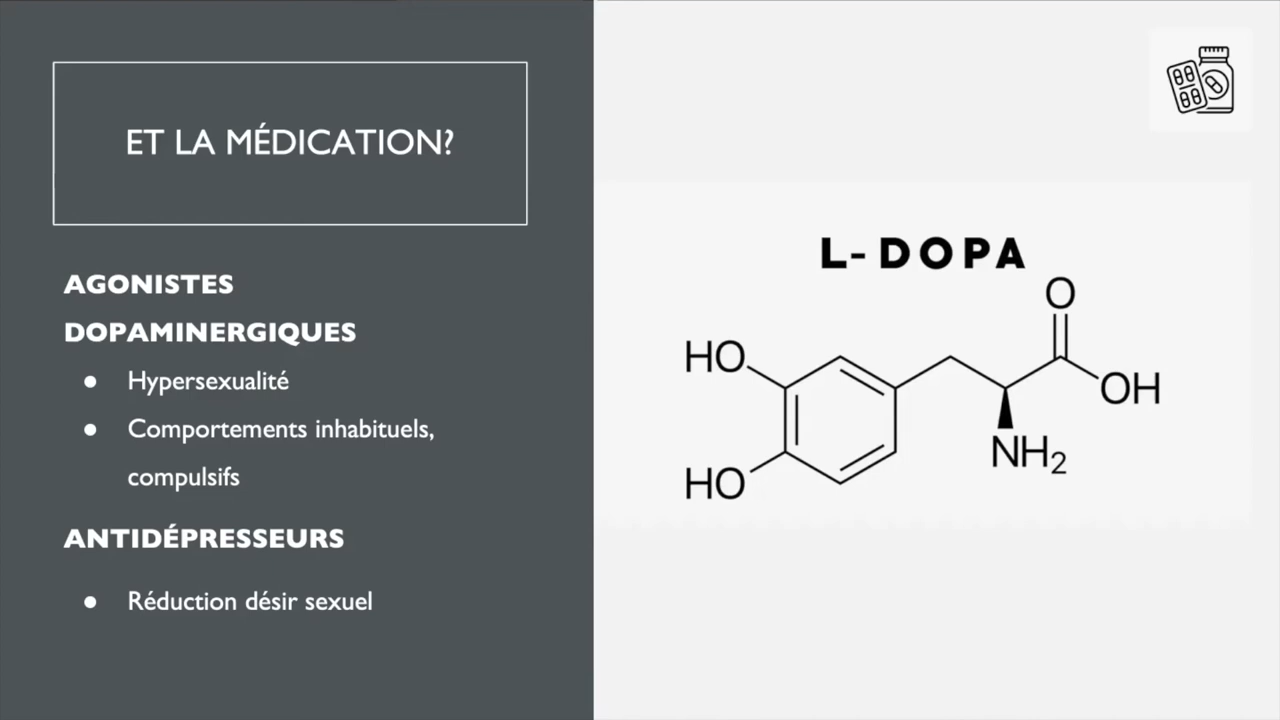 ET LA MÉDICATION?
AGONISTES
DOPAMINERGIQUES
● Hypersexualité
● Comportements inhabituels,
compulsifs
ANTIDÉPRESSEURS
● Réduction désir sexuel
L-DOPA
O
HO
OH
NH₂
HO